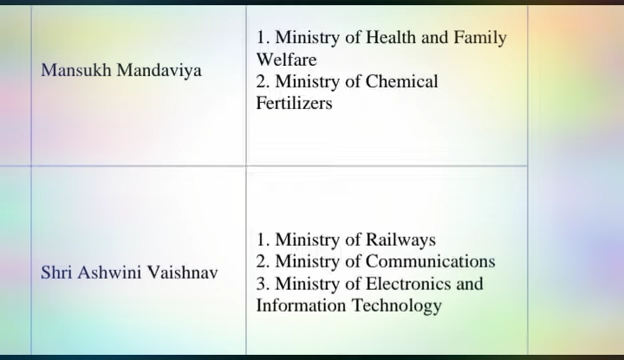 Mansukh Mandaviya
1. Ministry of Health and Family
Welfare
2. Ministry of Chemical
Fertilizers
Shri Ashwini Vaishnav
1. Ministry of Railways
2. Ministry of Communications
3. Ministry of Electronics and
Information Technology